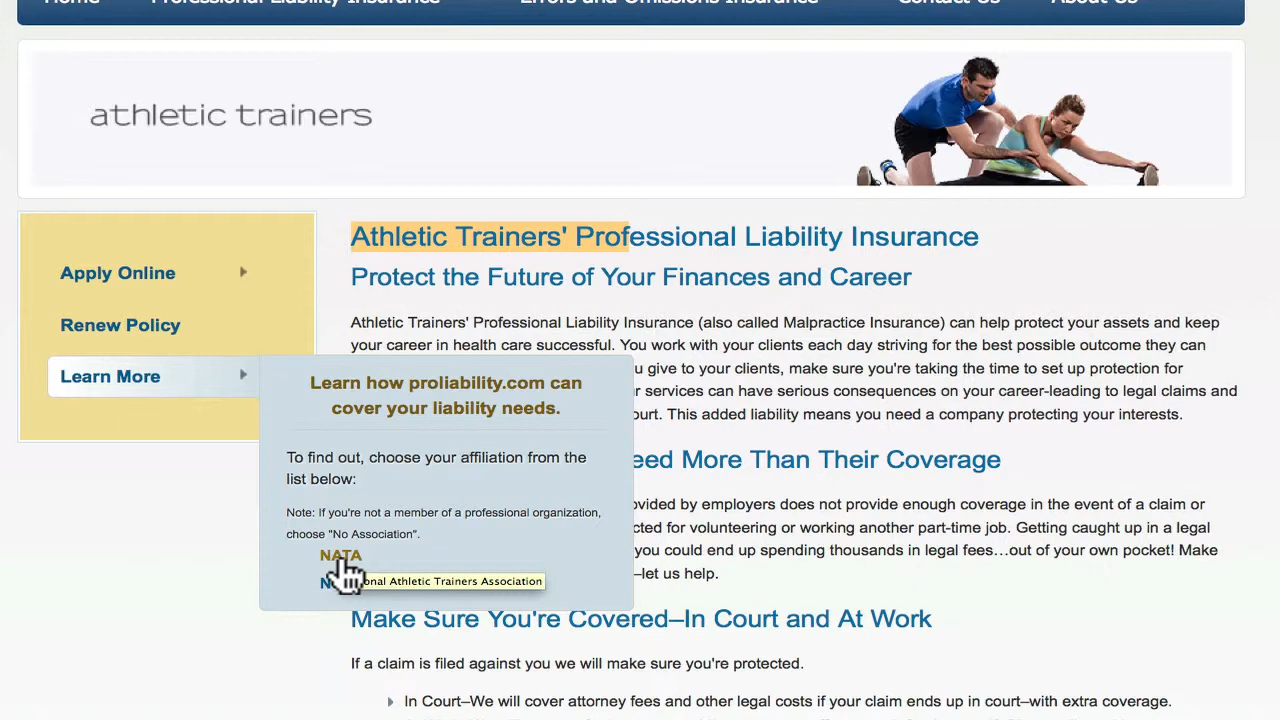 Home Professional Liability Insurance Errors and Omissions Insurance Contact Us About Us
athletic trainers
Apply Online
Renew Policy
Learn More
Learn how proliability.com can
cover your liability needs.
To find out, choose your affiliation from the
list below:
Note: If you're not a member of a professional organization,
choose "No Association".
NATA
onal Athletic Trainers Association
Athletic Trainers' Professional Liability Insurance
Protect the Future of Your Finances and Career
Athletic Trainers' Professional Liability Insurance (also called Malpractice Insurance) can help protect your assets and keep
your career in health care successful. You work with your clients each day striving for the best possible outcome they can
u give to your clients, make sure you're taking the time to set up protection for
r services can have serious consequences on your career-leading to legal claims and
ourt. This added liability means you need a company protecting your interests.
eed More Than Their Coverage
ovided by employers does not provide enough coverage in the event of a claim or
cted for volunteering or working another part-time job. Getting caught up in a legal
you could end up spending thousands in legal fees…out of your own pocket! Make
–let us help.
Make Sure You're Covered–In Court and At Work
If a claim is filed against you we will make sure you're protected.
In Court–We will cover attorney fees and other legal costs if your claim ends up in court–with extra coverage.